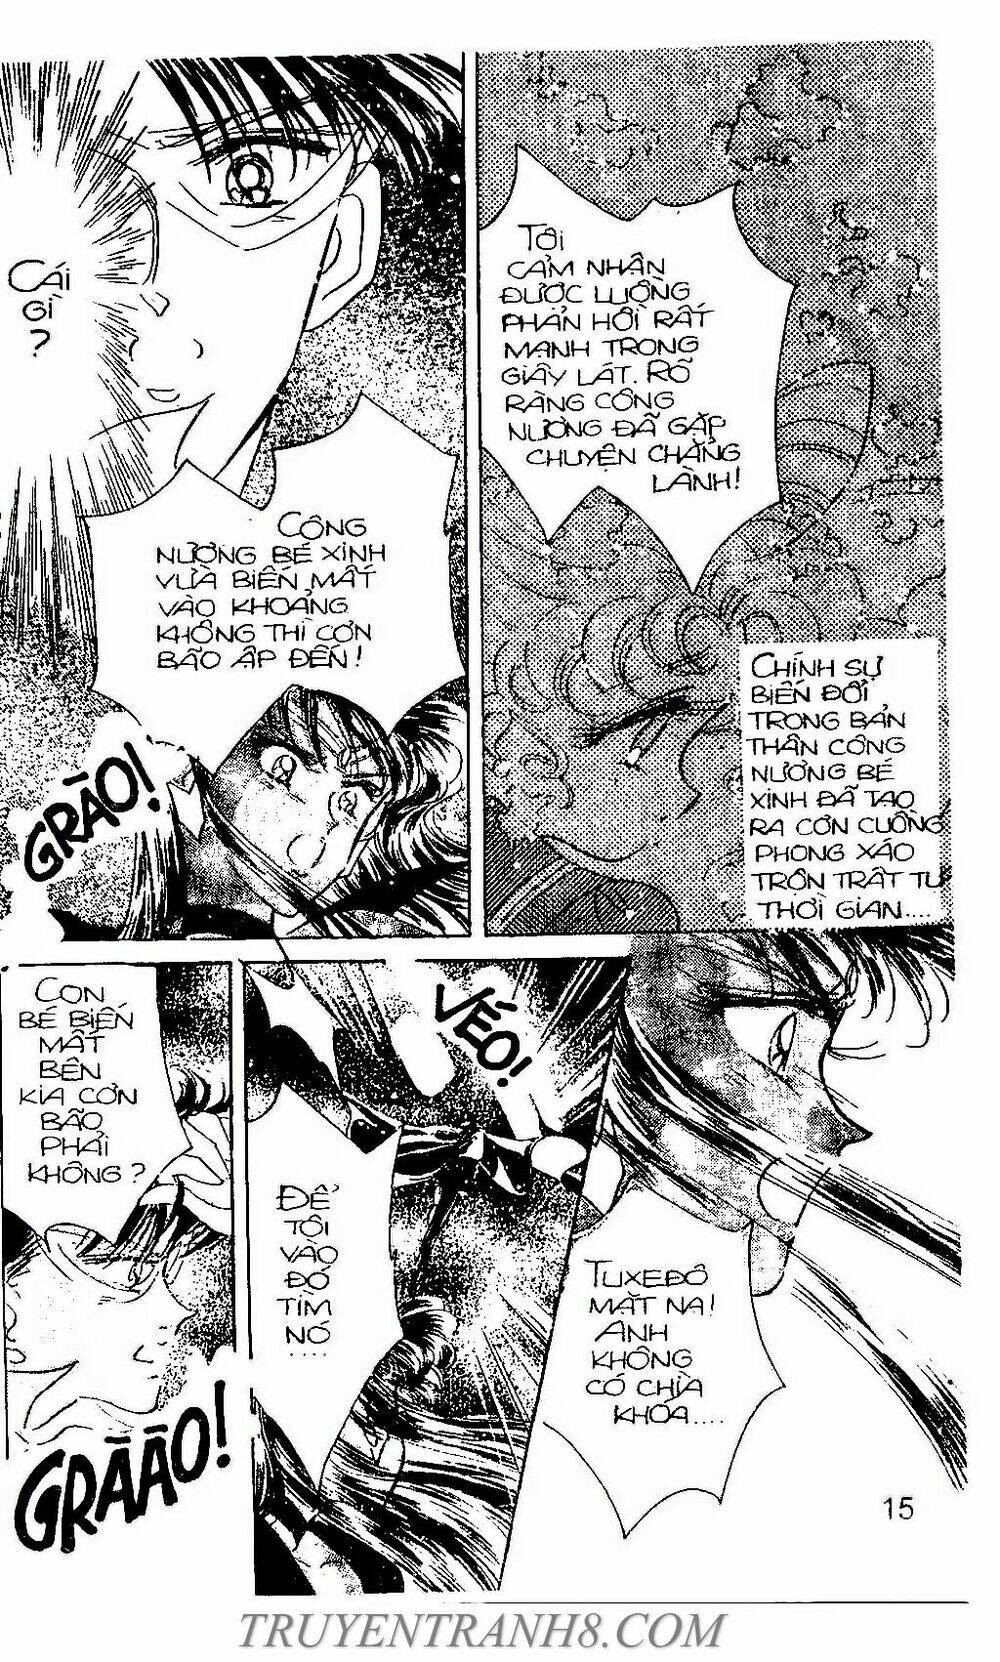 TÔI
CẢM NHẬN
ĐƯỢC LUỒNG
PHẢN HỒI RẤT
MẠNH TRONG
GIÂY LÁT. RÕ
RÀNG CÔNG
NƯƠNG ĐÃ GẶP
CHUYỆN CHẲNG
LÀNH!
CHÍNH SỰ
BIẾN ĐỔI
TRONG BẢN
THÂN CÔNG
NƯƠNG BÉ
XINH ĐÃ TẠO
RA CƠN CUỒNG
PHONG XÁO
TRỘN TRẬT TỰ
THỜI GIAN....
CÁI
GÌ
?
CÔNG
NƯƠNG BÉ XINH
VỪA BIẾN MẤT
VÀO KHOẢNG
KHÔNG THÌ CƠN
BÃO ẬP ĐẾN!
GRÀO!
CON
BÉ BIẾN
MẤT
BÊN
KIA CƠN
BÃO
PHẢI
KHÔNG?
VÉO!
ĐỂ
TÔI
VÀO
ĐÓ
TÌM
NÓ
....
TUXEĐÔ
MẶT NẠ!
ANH
KHÔNG
CÓ CHÌA
KHÓA....
GRÀÀO!
15
TRUYENTRANH8.COM